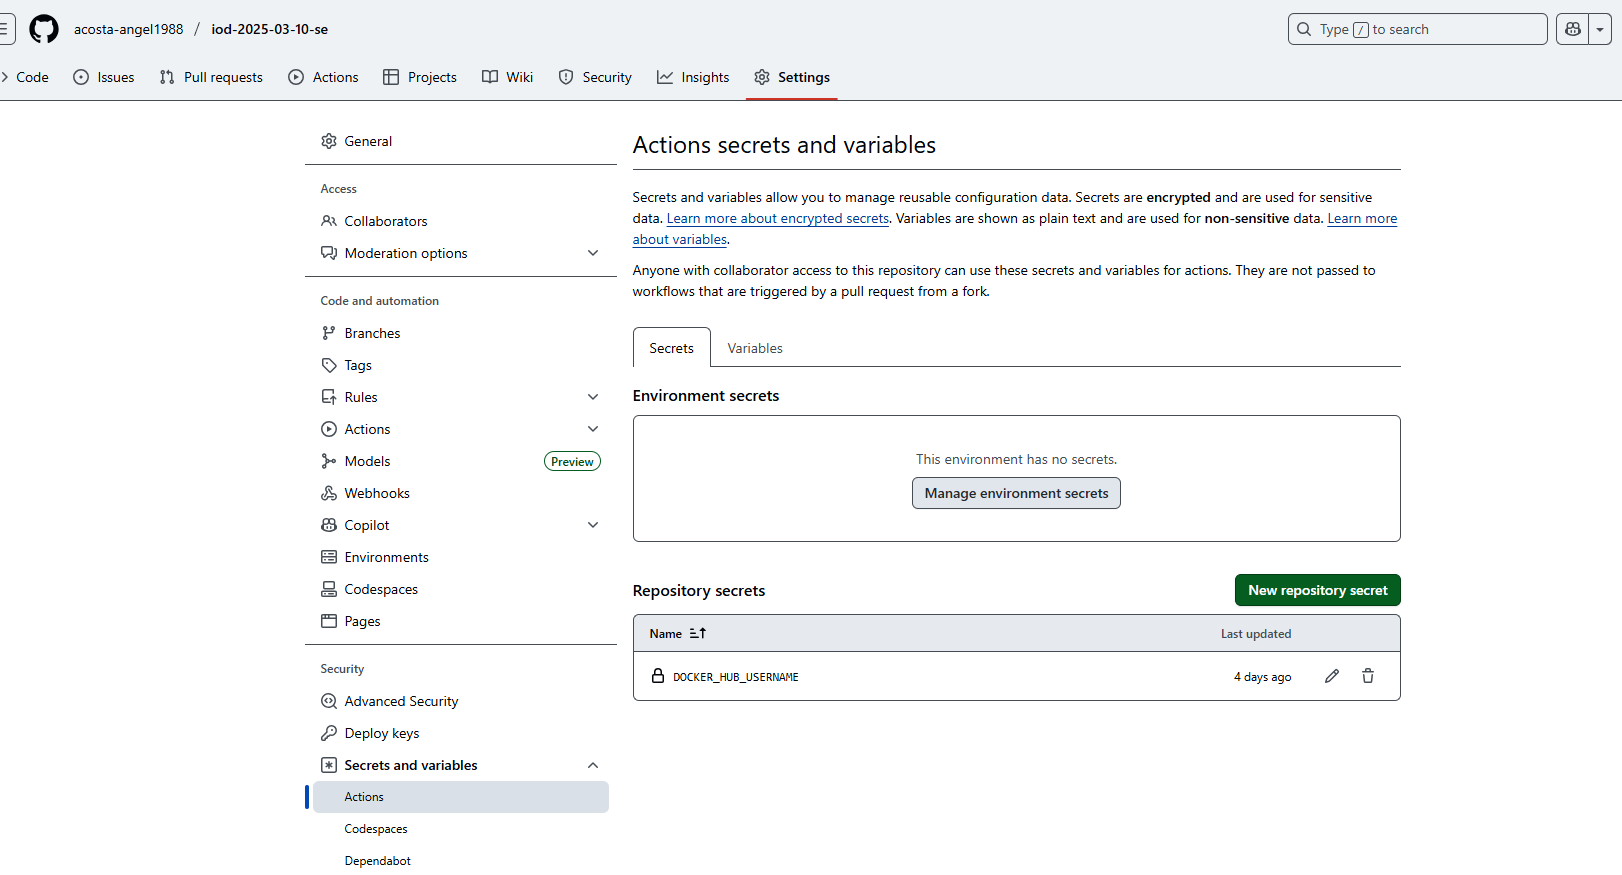 acosta-angel1988 / iod-2025-03-10-se
Type / to search
Code Issues Pull requests Actions Projects Wiki Security Insights Settings
General
Access
Collaborators
Moderation options
Code and automation
Branches
Tags
Rules
Actions
Models Preview
Webhooks
Copilot
Environments
Codespaces
Pages
Security
Advanced Security
Deploy keys
Secrets and variables
Actions
Codespaces
Dependabot
Actions secrets and variables
Secrets and variables allow you to manage reusable configuration data. Secrets are encrypted and are used for sensitive
data. Learn more about encrypted secrets. Variables are shown as plain text and are used for non-sensitive data. Learn more
about variables.
Anyone with collaborator access to this repository can use these secrets and variables for actions. They are not passed to
workflows that are triggered by a pull request from a fork.
Secrets Variables
Environment secrets
This environment has no secrets.
Manage environment secrets
Repository secrets New repository secret
Name Last updated
DOCKER_HUB_USERNAME 4 days ago